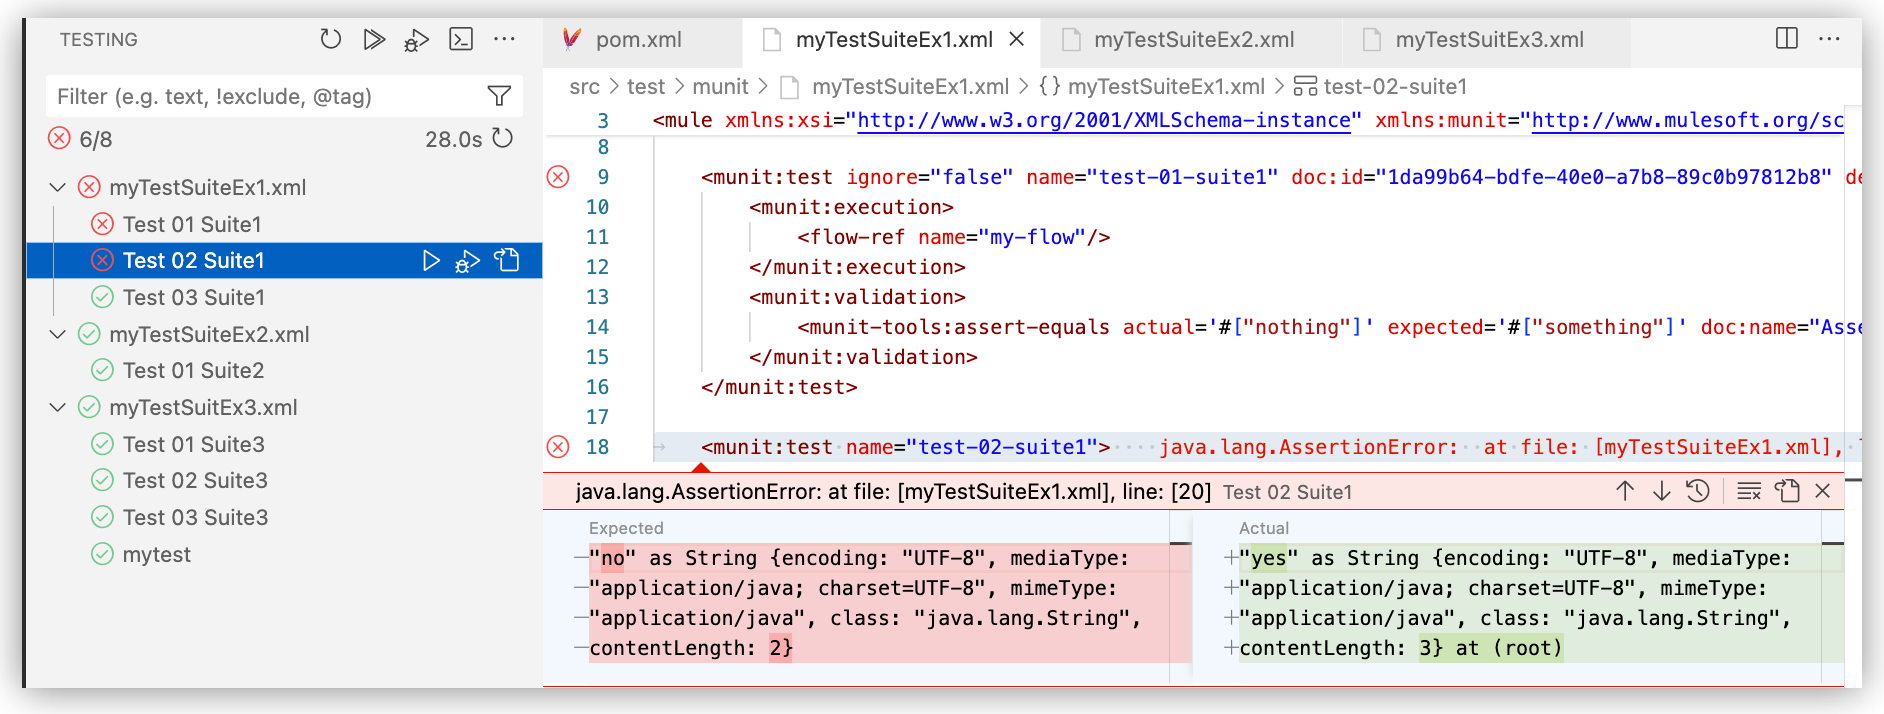 TESTING
Filter (e.g. text, !exclude, @tag)
6/8
28.0s
myTestSuiteEx1.xml
Test 01 Suite1
Test 02 Suite1
Test 03 Suite1
myTestSuiteEx2.xml
Test 01 Suite2
myTestSuitEx3.xml
Test 01 Suite3
Test 02 Suite3
Test 03 Suite3
mytest
pom.xml
myTestSuiteEx1.xml
myTestSuiteEx2.xml
myTestSuitEx3.xml
src > test > munit > myTestSuiteEx1.xml > {} myTestSuiteEx1.xml > test-02-suite1
3 <mule xmlns:xsi="http://www.w3.org/2001/XMLSchema-instance" xmlns:munit="http://www.mulesoft.org/sc
8
9 <munit:test ignore="false" name="test-01-suite1" doc:id="1da99b64-bdfe-40e0-a7b8-89c0b97812b8" de
10 <munit:execution>
11 <flow-ref name="my-flow"/>
12 </munit:execution>
13 <munit:validation>
14 <munit-tools:assert-equals actual='#["nothing"]' expected='#["something"]' doc:name="Asse
15 </munit:validation>
16 </munit:test>
17
18 <munit:test name="test-02-suite1"> java.lang.AssertionError: at file: [myTestSuiteEx1.xml],
java.lang.AssertionError: at file: [myTestSuiteEx1.xml], line: [20] Test 02 Suite1
Expected
"no" as String {encoding: "UTF-8", mediaType:
"application/java; charset=UTF-8", mimeType:
"application/java", class: "java.lang.String",
contentLength: 2}
Actual
"yes" as String {encoding: "UTF-8", mediaType:
"application/java; charset=UTF-8", mimeType:
"application/java", class: "java.lang.String",
contentLength: 3} at (root)